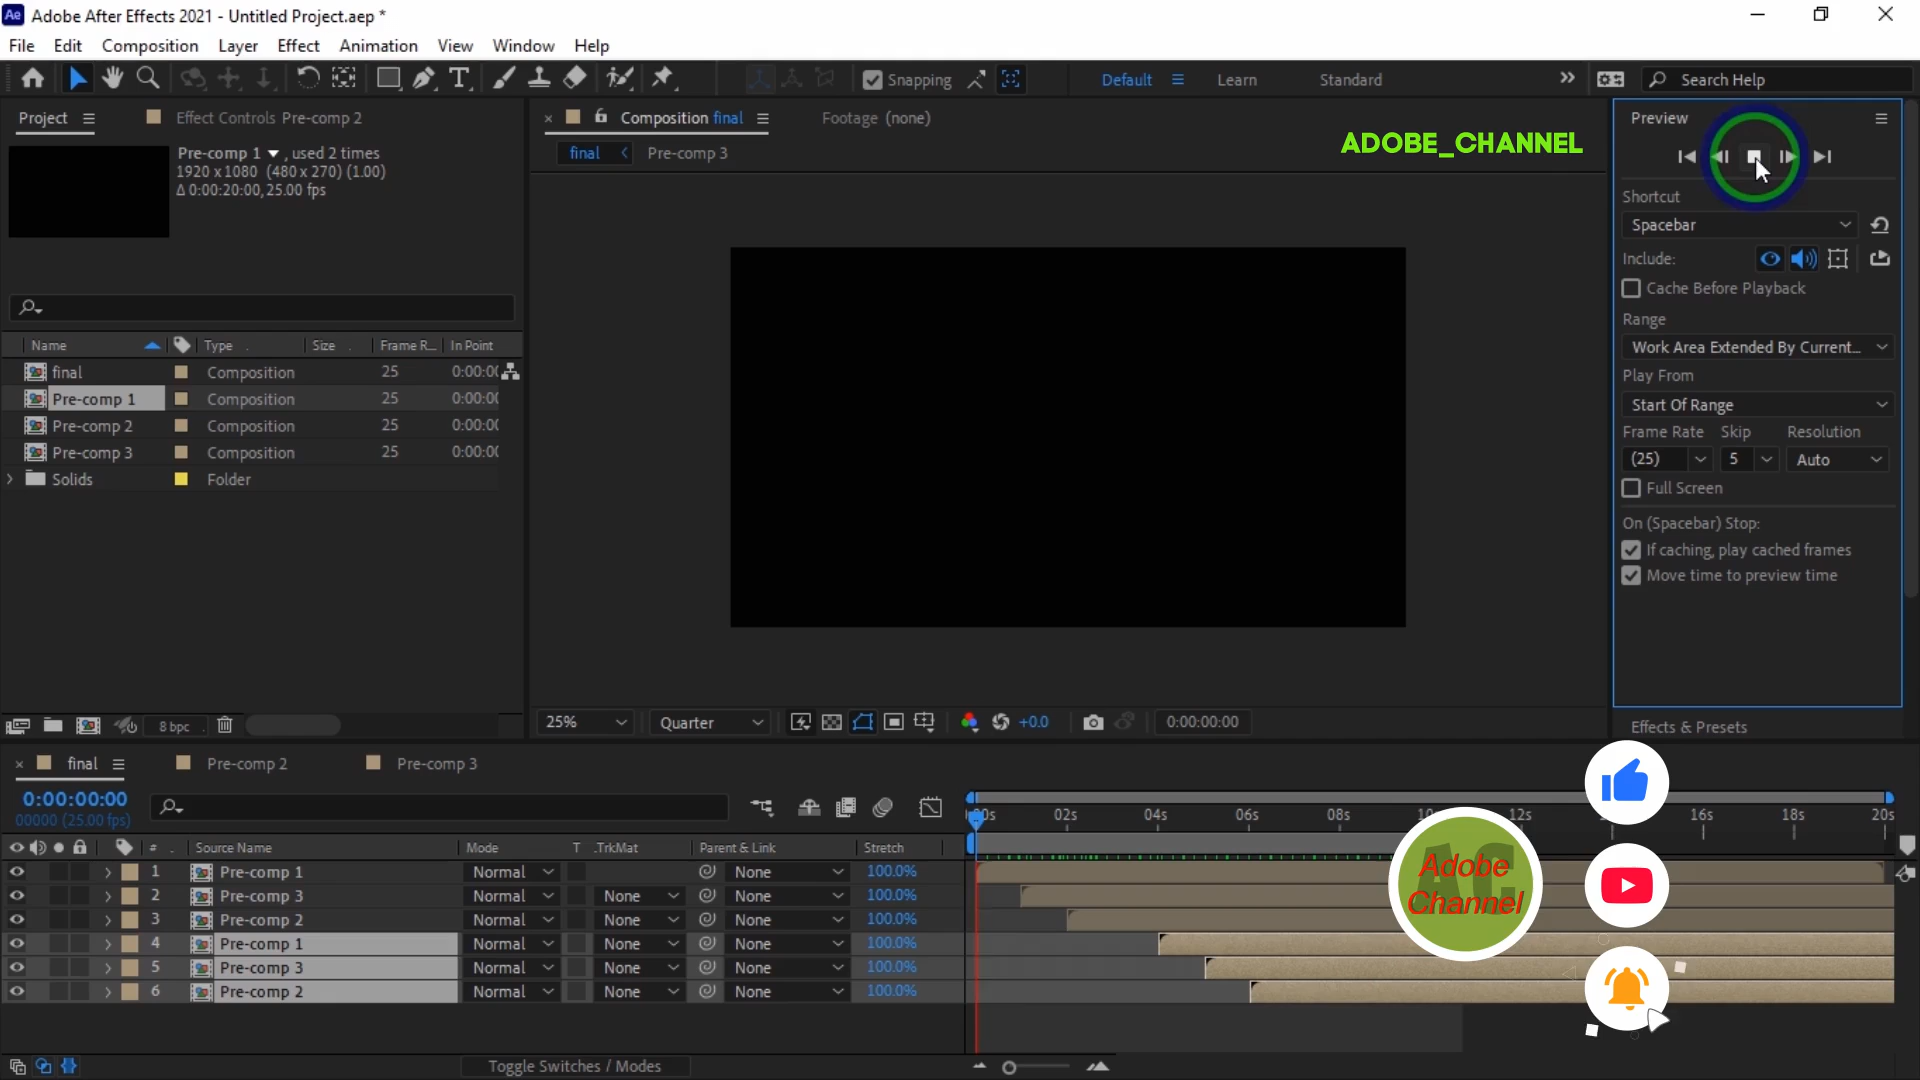 Ae Adobe After Effects 2021 - Untitled Project.aep *
File Edit Composition Layer Effect Animation View Window Help
Snapping Default Learn Standard Search Help
Project Effect Controls Pre-comp 2
Composition final Footage (none)
final Pre-comp 3
ADOBE_CHANNEL
Preview
Pre-comp 1 , used 2 times
1920 x 1080 (480 x 270) (1.00)
Δ 0:00:20:00, 25.00 fps
Shortcut
Spacebar
Include:
Cache Before Playback
Range
Work Area Extended By Current...
Play From
Start Of Range
Frame Rate Skip Resolution
(25) 5 Auto
Full Screen
On (Spacebar) Stop:
If caching, play cached frames
Move time to preview time
Effects & Presets
Name Type Size Frame R... In Point
final Composition 25 0:00:00
Pre-comp 1 Composition 25 0:00:00
Pre-comp 2 Composition 25 0:00:00
Pre-comp 3 Composition 25 0:00:00
Solids Folder
8 bpc
25% Quarter +0.0 0:00:00:00
final Pre-comp 2 Pre-comp 3
0:00:00:00
00000 (25.00 fps)
02s 04s 06s 08s 12s 16s 18s 20s
# Source Name Mode T .TrkMat Parent & Link Stretch
1 Pre-comp 1 Normal None 100.0%
2 Pre-comp 3 Normal None None 100.0%
3 Pre-comp 2 Normal None None 100.0%
4 Pre-comp 1 Normal None None 100.0%
5 Pre-comp 3 Normal None None 100.0%
6 Pre-comp 2 Normal None None 100.0%
AC
Adobe
Channel
Toggle Switches / Modes